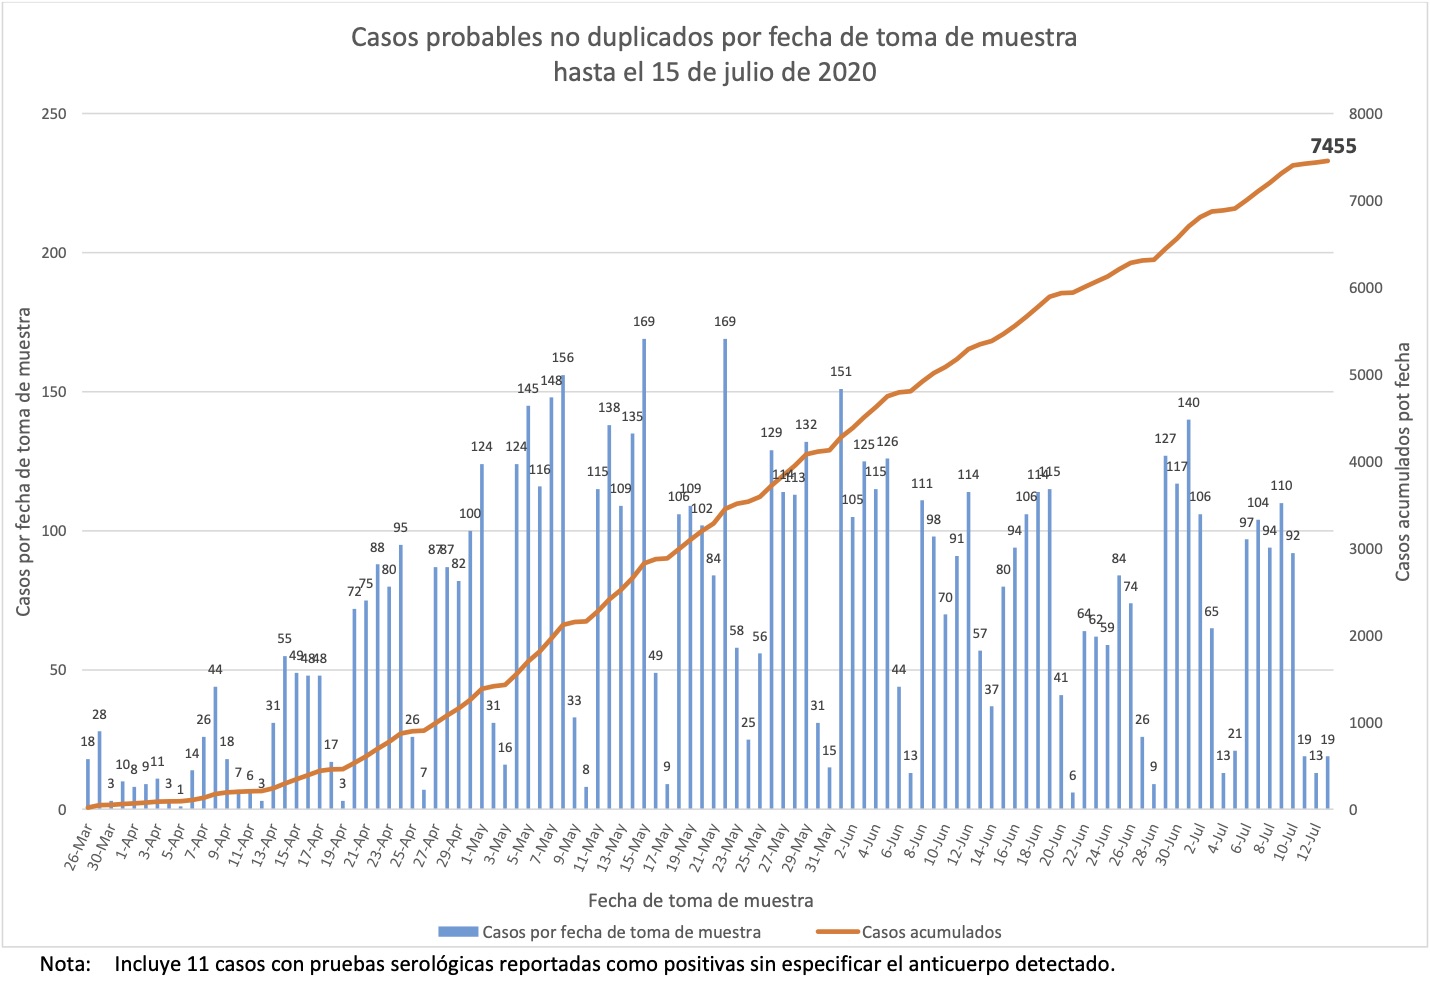 Casos probables no duplicados por fecha de toma de muestra
hasta el 15 de julio de 2020
Casos por fecha de toma de muestra
250
200
150
100
50
0
18
28
3
10
8
9
11
3
1
14
26
44
18
7
6
3
31
55
49
48
48
17
3
72
75
88
80
95
26
7
87
87
82
100
124
31
16
124
145
116
148
156
33
8
115
138
109
135
169
49
9
106
109
102
84
169
58
25
56
129
114
113
132
31
15
151
105
125
115
126
44
13
111
98
70
91
114
57
37
80
94
106
114
115
41
6
64
62
59
84
74
26
9
127
117
140
106
65
13
21
97
104
94
110
92
19
13
19
7455
8000
7000
6000
5000
4000
3000
2000
1000
0
Casos acumulados pot fecha
26-Mar
30-Mar
1-Apr
3-Apr
5-Apr
7-Apr
9-Apr
11-Apr
13-Apr
15-Apr
17-Apr
19-Apr
21-Apr
23-Apr
25-Apr
27-Apr
29-Apr
1-May
3-May
5-May
7-May
9-May
11-May
13-May
15-May
17-May
19-May
21-May
23-May
25-May
27-May
29-May
31-May
2-Jun
4-Jun
6-Jun
8-Jun
10-Jun
12-Jun
14-Jun
16-Jun
18-Jun
20-Jun
22-Jun
24-Jun
26-Jun
28-Jun
30-Jun
2-Jul
4-Jul
6-Jul
8-Jul
10-Jul
12-Jul
Fecha de toma de muestra
Casos por fecha de toma de muestra
Casos acumulados
Nota: Incluye 11 casos con pruebas serológicas reportadas como positivas sin especificar el anticuerpo detectado.